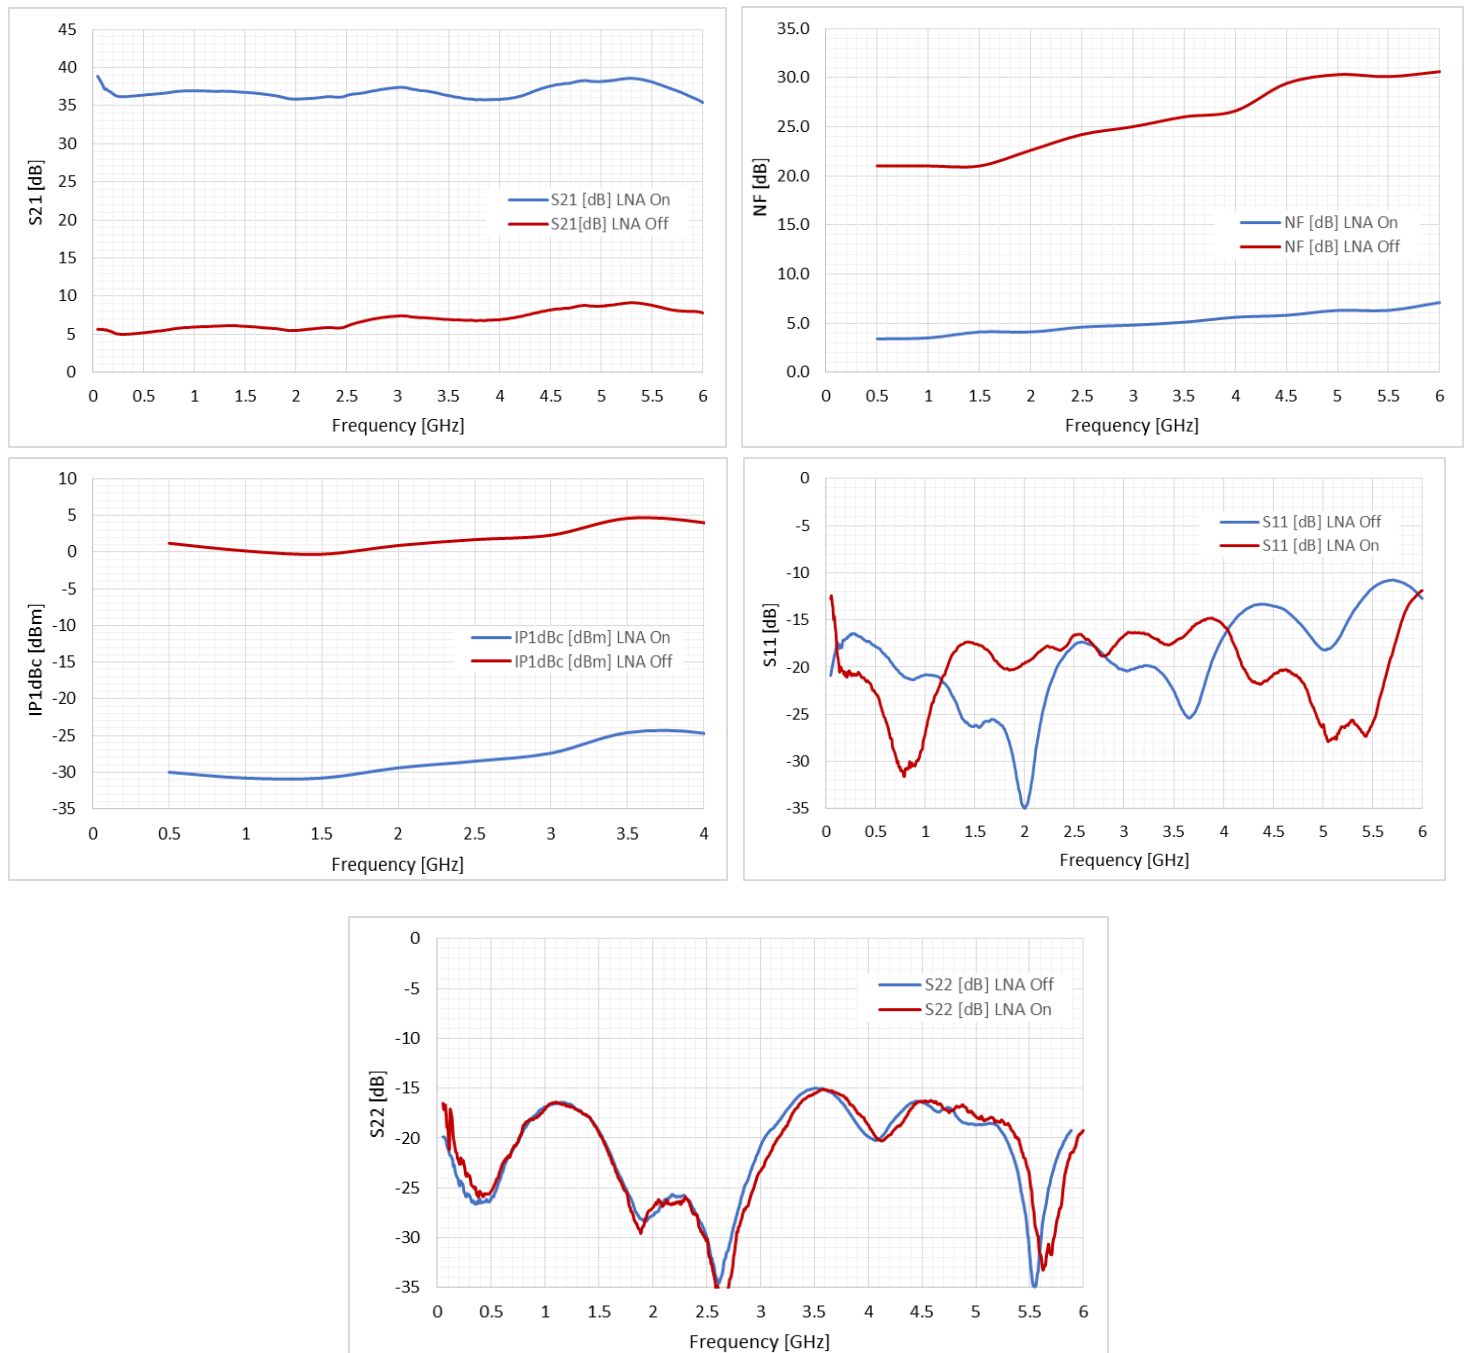 45
40
35
30
25
20
15
10
5
0
S21 [dB]
S21 [dB] LNA On
S21[dB] LNA Off
0 0.5 1 1.5 2 2.5 3 3.5 4 4.5 5 5.5 6
Frequency [GHz]
35.0
30.0
25.0
20.0
15.0
10.0
5.0
0.0
NF [dB]
NF [dB] LNA On
NF [dB] LNA Off
0 0.5 1 1.5 2 2.5 3 3.5 4 4.5 5 5.5 6
Frequency [GHz]
10
5
0
-5
-10
-15
-20
-25
-30
-35
IP1dBc [dBm]
IP1dBc [dBm] LNA On
IP1dBc [dBm] LNA Off
0 0.5 1 1.5 2 2.5 3 3.5 4
Frequency [GHz]
0
-5
-10
-15
-20
-25
-30
-35
S11 [dB]
S11 [dB] LNA Off
S11 [dB] LNA On
0 0.5 1 1.5 2 2.5 3 3.5 4 4.5 5 5.5 6
Frequency [GHz]
0
-5
-10
-15
-20
-25
-30
-35
S22 [dB]
S22 [dB] LNA Off
S22 [dB] LNA On
0 0.5 1 1.5 2 2.5 3 3.5 4 4.5 5 5.5 6
Frequency [GHz]